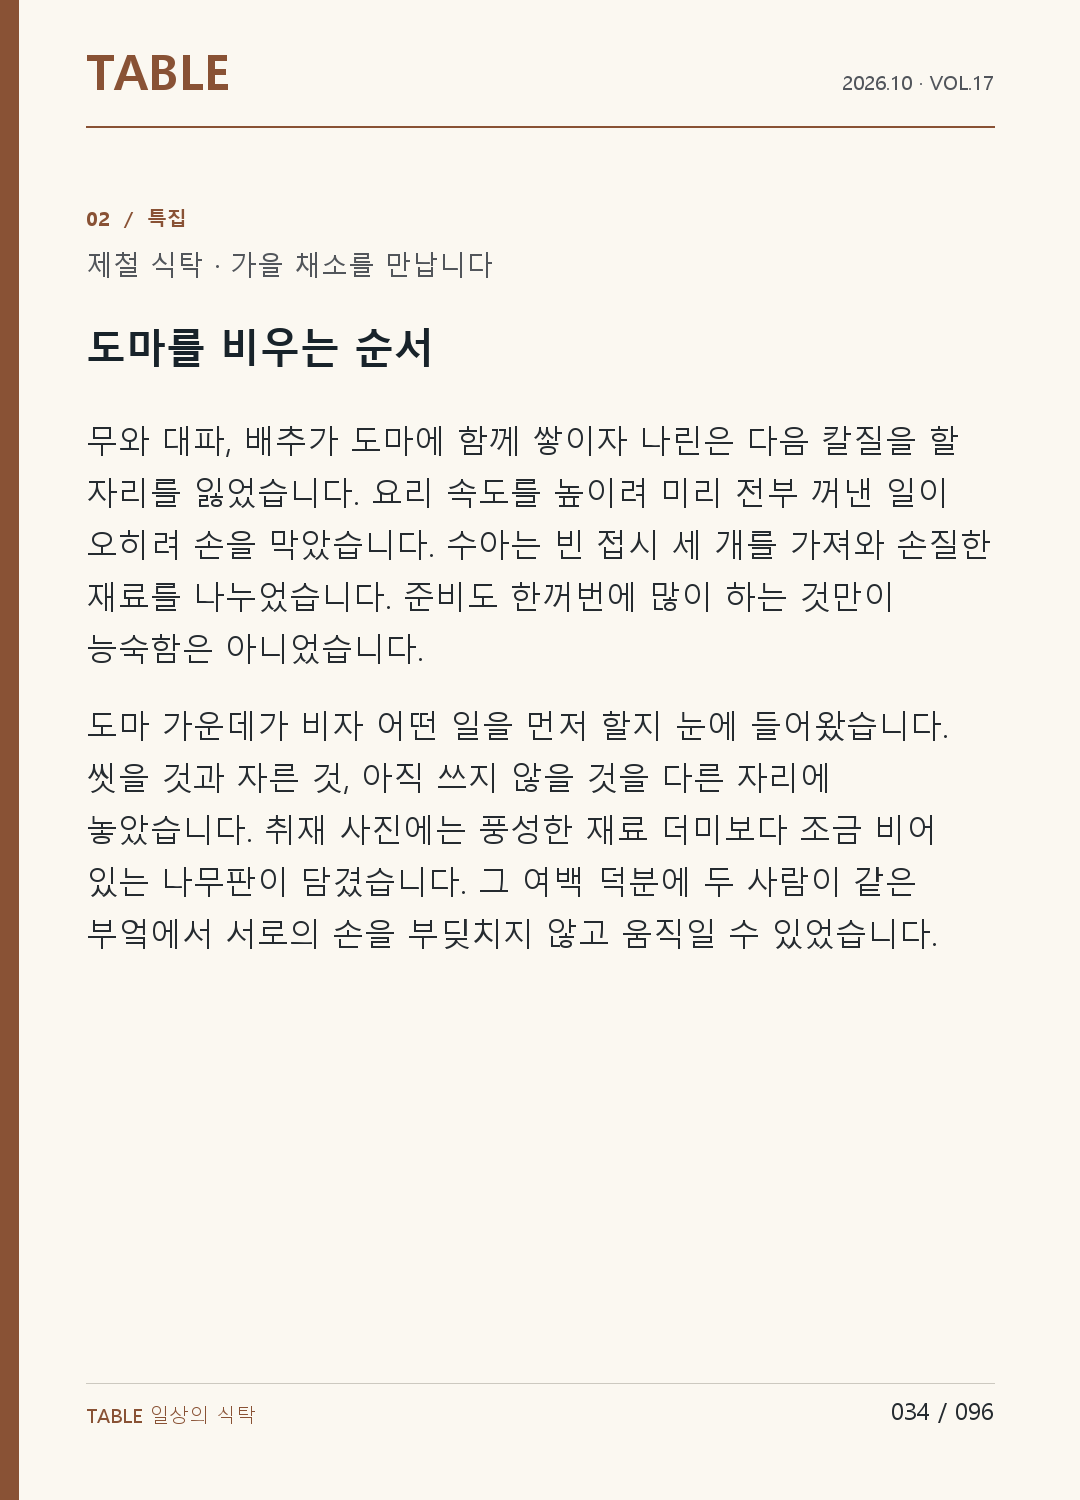 TABLE
2026.10 · VOL.17
02 / 특집
제철 식탁 · 가을 채소를 만납니다
도마를 비우는 순서
무와 대파, 배추가 도마에 함께 쌓이자 나린은 다음 칼질을 할
자리를 잃었습니다. 요리 속도를 높이려 미리 전부 꺼낸 일이
오히려 손을 막았습니다. 수아는 빈 접시 세 개를 가져와 손질한
재료를 나누었습니다. 준비도 한꺼번에 많이 하는 것만이
능숙함은 아니었습니다.
도마 가운데가 비자 어떤 일을 먼저 할지 눈에 들어왔습니다.
씻을 것과 자른 것, 아직 쓰지 않을 것을 다른 자리에
놓았습니다. 취재 사진에는 풍성한 재료 더미보다 조금 비어
있는 나무판이 담겼습니다. 그 여백 덕분에 두 사람이 같은
부엌에서 서로의 손을 부딪치지 않고 움직일 수 있었습니다.
TABLE 일상의 식탁
034 / 096